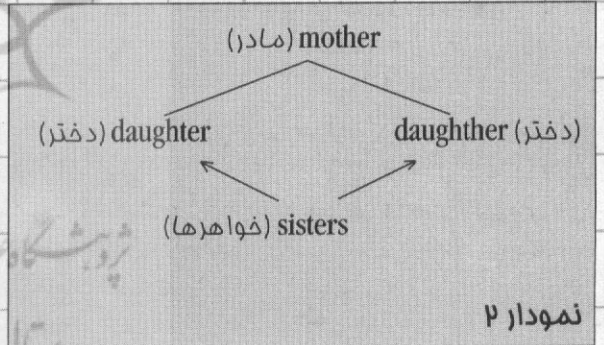 (مادر) mother
(دختر) daughter
daughther (دختر)
(خواهرها) sisters
نمودار ۲